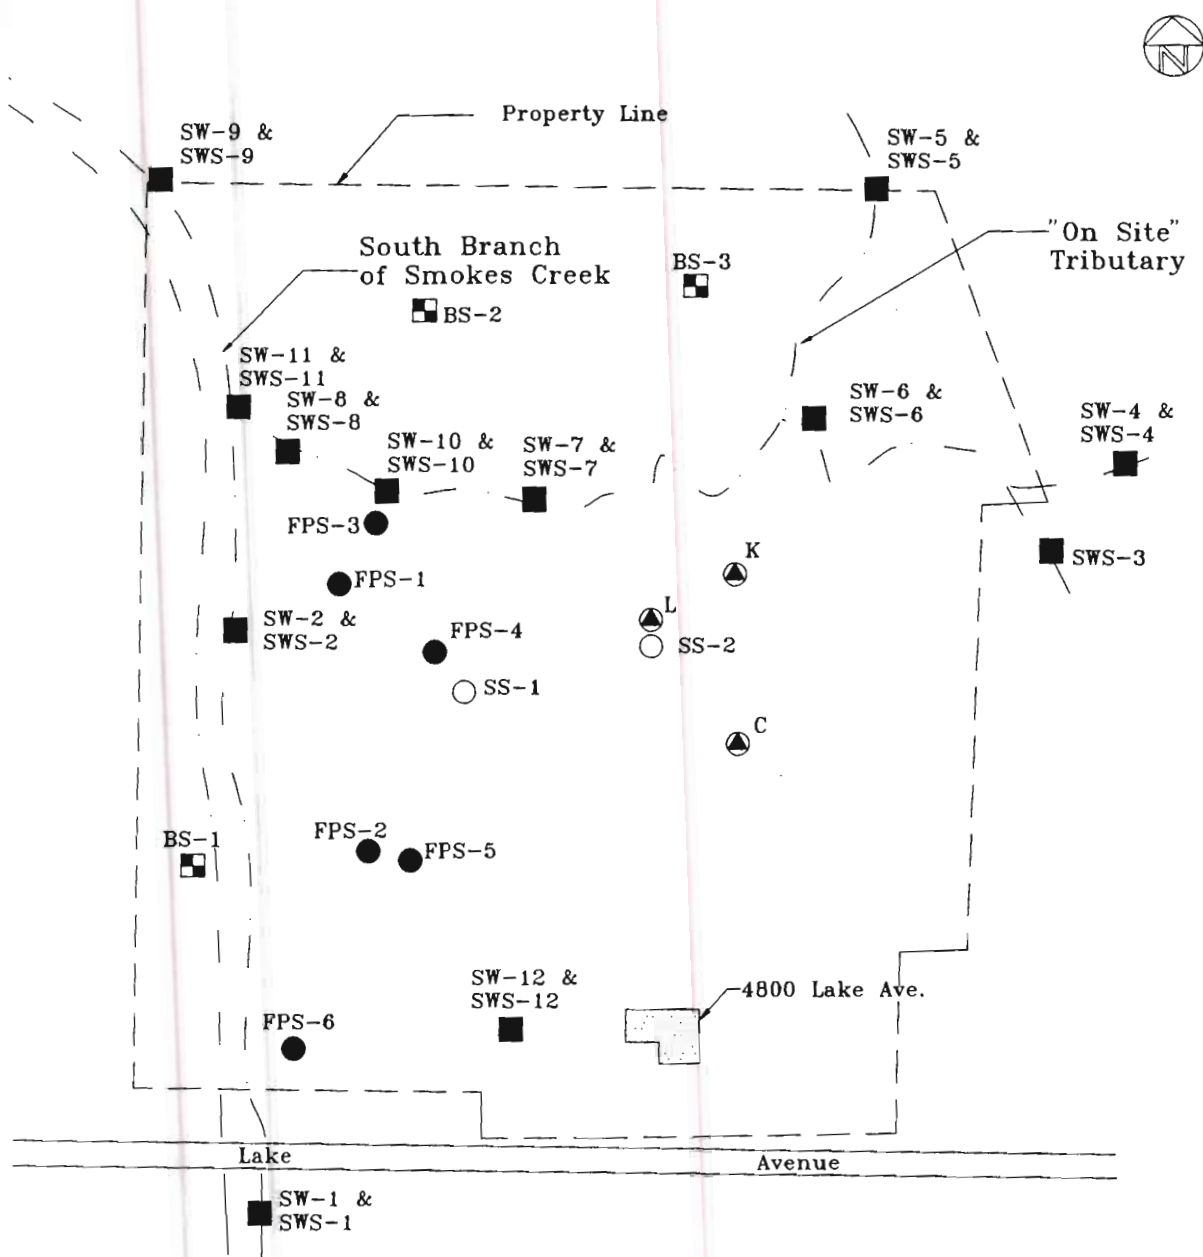 N
Property Line
SW-9 &
SWS-9
SW-5 &
SWS-5
South Branch
of Smokes Creek
"On Site"
Tributary
BS-3
BS-2
SW-11 &
SWS-11
SW-8 &
SWS-8
SW-6 &
SWS-6
SW-4 &
SWS-4
SW-10 &
SWS-10
SW-7 &
SWS-7
FPS-3
K
SWS-3
FPS-1
L
SW-2 &
SWS-2
FPS-4
SS-2
SS-1
C
BS-1
FPS-2
FPS-5
SW-12 &
SWS-12
4800 Lake Ave.
FPS-6
Lake
Avenue
SW-1 &
SWS-1